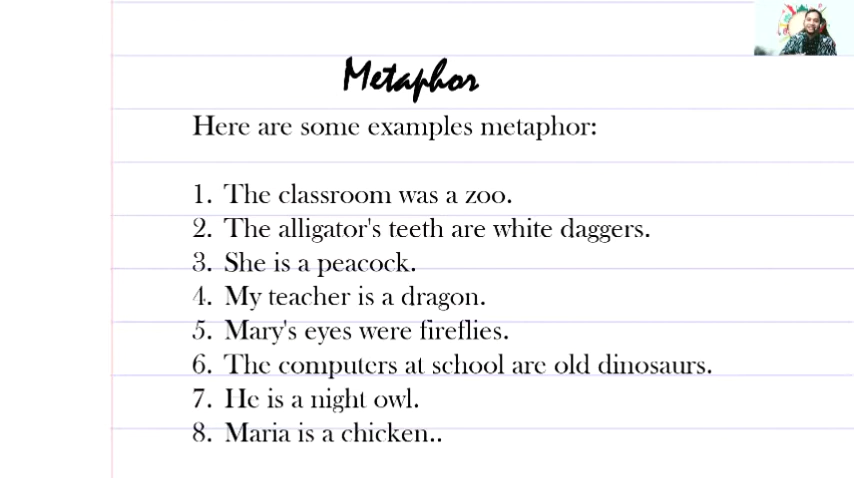 Metaphor
Here are some examples metaphor:
1. The classroom was a zoo.
2. The alligator's teeth are white daggers.
3. She is a peacock.
4. My teacher is a dragon.
5. Mary's eyes were fireflies.
6. The computers at school are old dinosaurs.
7. He is a night owl.
8. Maria is a chicken..